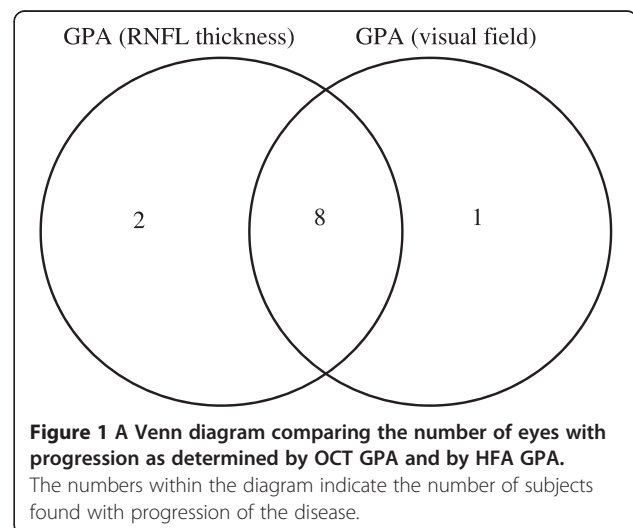 GPA (RNFL thickness) GPA (visual field)
2 8 1
Figure 1 A Venn diagram comparing the number of eyes with
progression as determined by OCT GPA and by HFA GPA.
The numbers within the diagram indicate the number of subjects
found with progression of the disease.